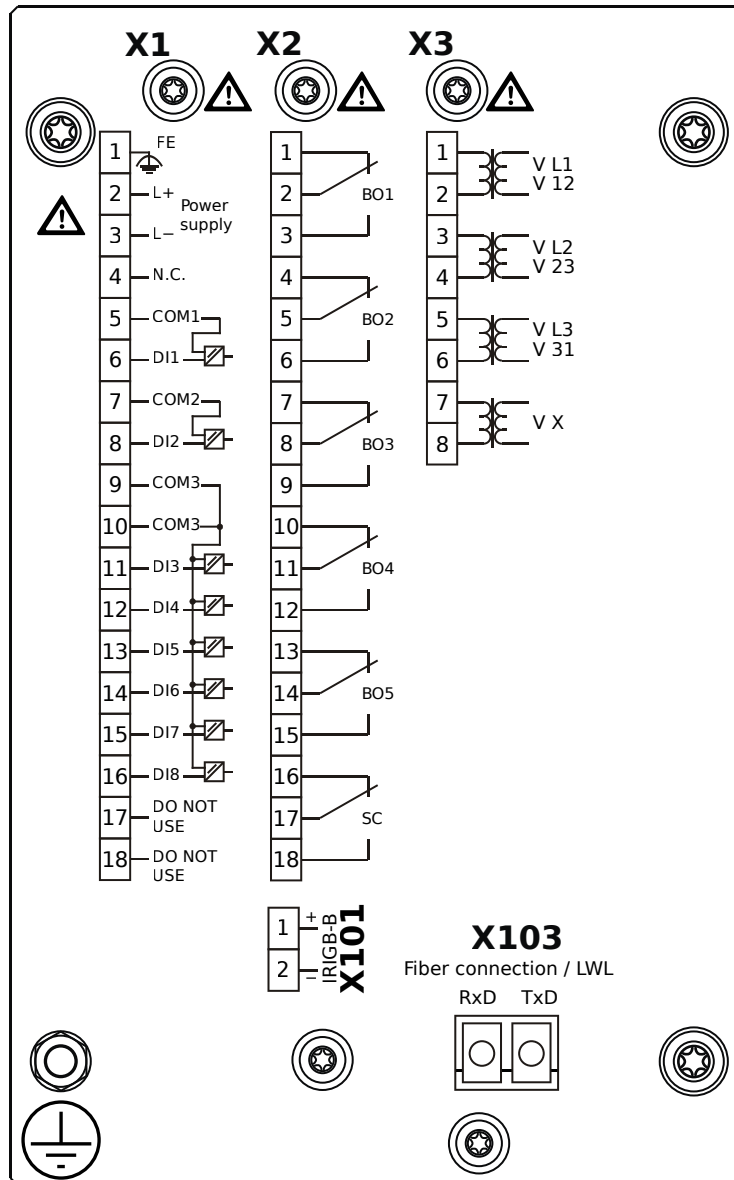 X1 X2 X3
1 FE
2 L+ Power
3 L− supply
4 N.C.
5 COM1
6 DI1
7 COM2
8 DI2
9 COM3
10 COM3
11 DI3
12 DI4
13 DI5
14 DI6
15 DI7
16 DI8
17 DO NOT
USE
18 DO NOT
USE
1
2 BO1
3
4
5 BO2
6
7
8 BO3
9
10
11 BO4
12
13
14 BO5
15
16
17 SC
18
1 V L1
2 V 12
3 V L2
4 V 23
5 V L3
6 V 31
7 V X
8
1 +
2 −
IRIGB-B
X101
X103
Fiber connection / LWL
RxD TxD